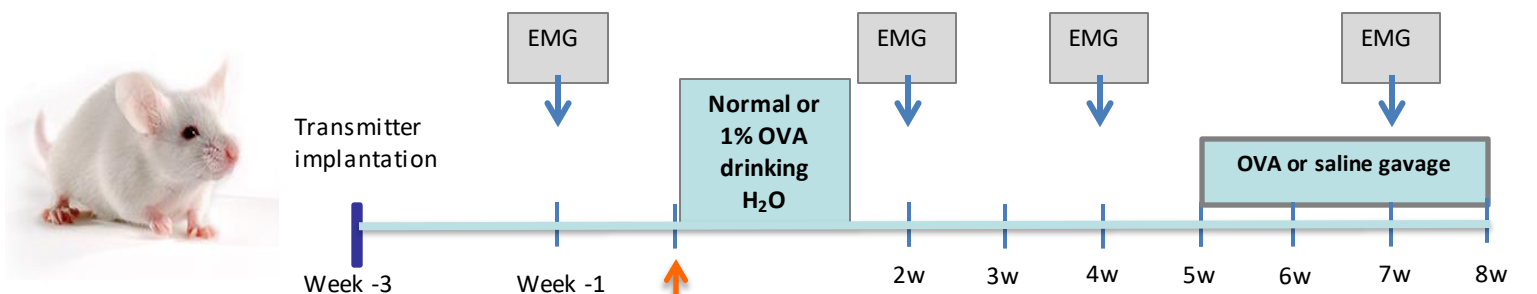 EMG
EMG
EMG
EMG
Normal or
1% OVA
drinking
H₂O
Transmitter
implantation
OVA or saline gavage
Week -3
Week -1
2w
3w
4w
5w
6w
7w
8w